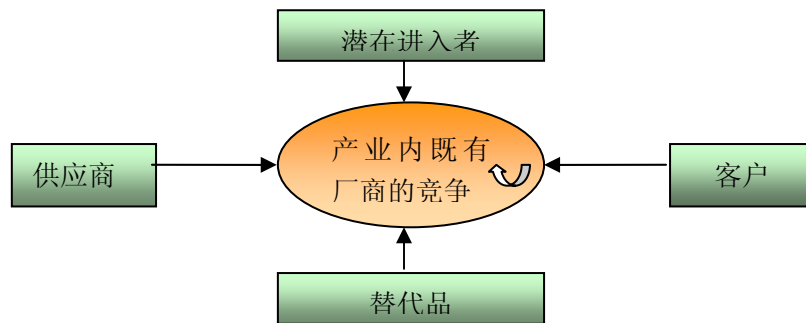 潜在进入者
供应商
产业内既有
厂商的竞争
客户
替代品